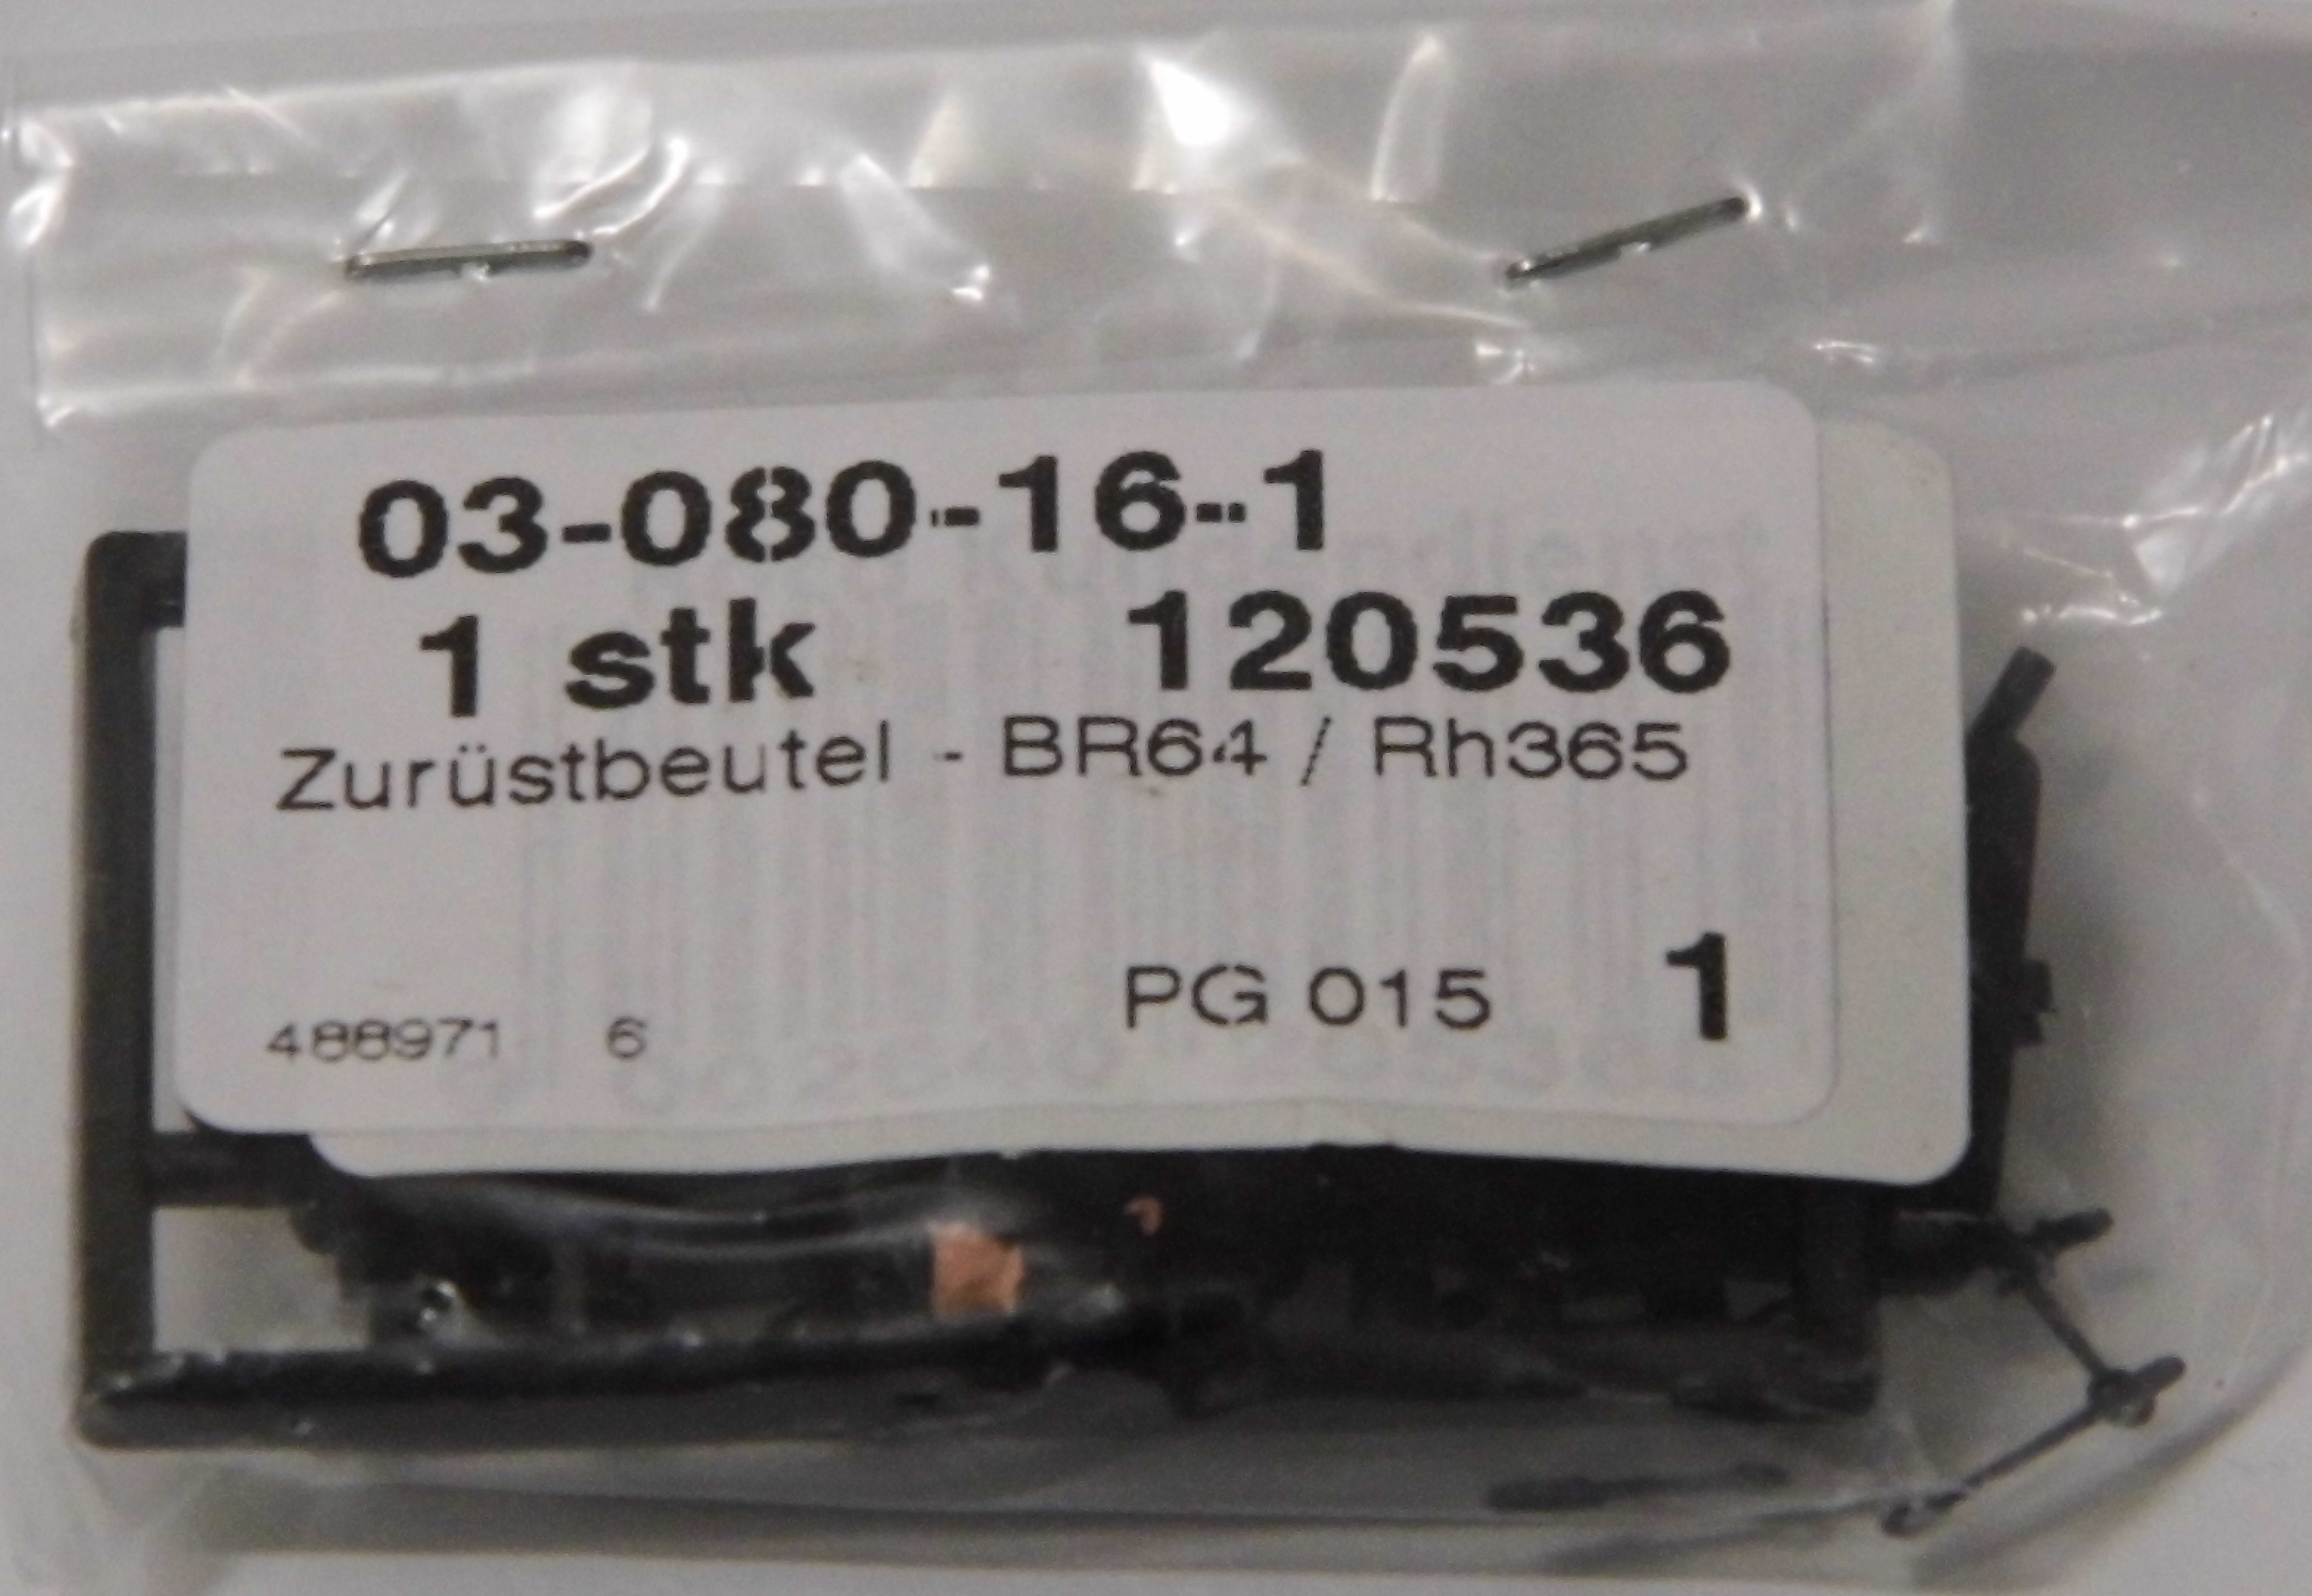 03-080-16-1
1 stk 120536
Zurüstbeutel - BR64 / Rh365
488971 6 PG 015 1